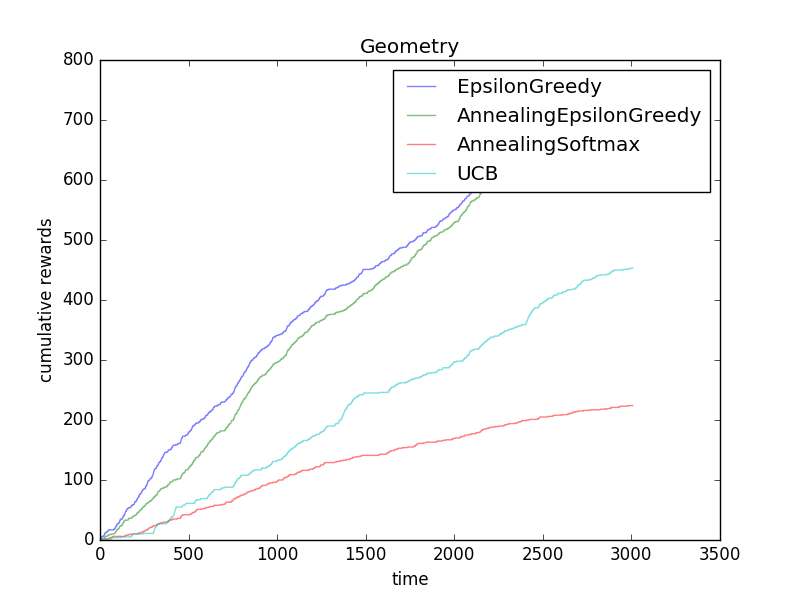 Geometry
800
700
600
500
400
300
200
100
0
cumulative rewards
EpsilonGreedy
AnnealingEpsilonGreedy
AnnealingSoftmax
UCB
0 500 1000 1500 2000 2500 3000 3500
time